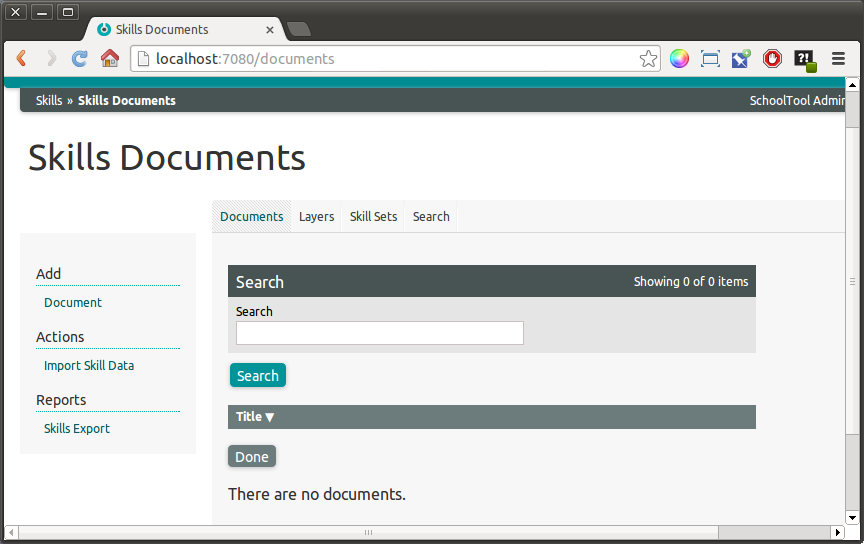 Skills Documents
localhost:7080/documents
?!
Skills » Skills Documents
SchoolTool Admin
Skills Documents
Documents Layers Skill Sets Search
Add
Document
Actions
Import Skill Data
Reports
Skills Export
Search Showing 0 of 0 items
Search
Search
Title ▼
Done
There are no documents.